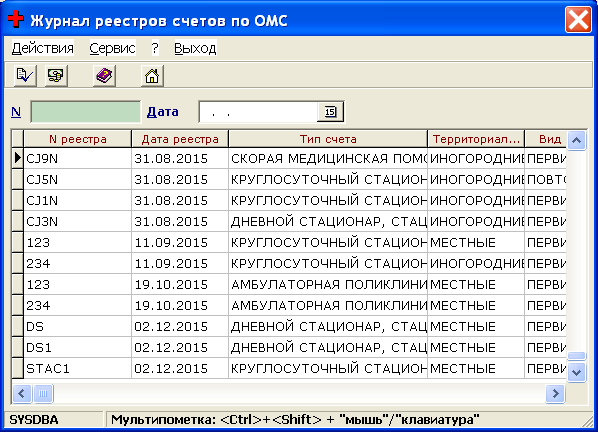 Журнал реестров счетов по ОМС
Действия Сервис ? Выход
N Дата . . 15
N реестра Дата реестра Тип счета Территориал... Вид
CJ9N 31.08.2015 СКОРАЯ МЕДИЦИНСКАЯ ПОМО ИНОГОРОДНИЕ ПЕРВИ
CJ5N 31.08.2015 КРУГЛОСУТОЧНЫЙ СТАЦИОН ИНОГОРОДНИЕ ПОВТО
CJ1N 31.08.2015 КРУГЛОСУТОЧНЫЙ СТАЦИОН ИНОГОРОДНИЕ ПЕРВИ
CJ3N 31.08.2015 ДНЕВНОЙ СТАЦИОНАР, СТАЦ ИНОГОРОДНИЕ ПЕРВИ
123 11.09.2015 КРУГЛОСУТОЧНЫЙ СТАЦИОН МЕСТНЫЕ ПЕРВИ
234 11.09.2015 КРУГЛОСУТОЧНЫЙ СТАЦИОН ИНОГОРОДНИЕ ПЕРВИ
123 19.10.2015 АМБУЛАТОРНАЯ ПОЛИКЛИНИ МЕСТНЫЕ ПЕРВИ
234 19.10.2015 АМБУЛАТОРНАЯ ПОЛИКЛИНИ МЕСТНЫЕ ПЕРВИ
DS 02.12.2015 ДНЕВНОЙ СТАЦИОНАР, СТАЦ МЕСТНЫЕ ПЕРВИ
DS1 02.12.2015 ДНЕВНОЙ СТАЦИОНАР, СТАЦ МЕСТНЫЕ ПЕРВИ
STAC1 02.12.2015 КРУГЛОСУТОЧНЫЙ СТАЦИОН МЕСТНЫЕ ПЕРВИ
SYSDBA Мультипометка: <Ctrl>+<Shift> + "мышь"/"клавиатура"